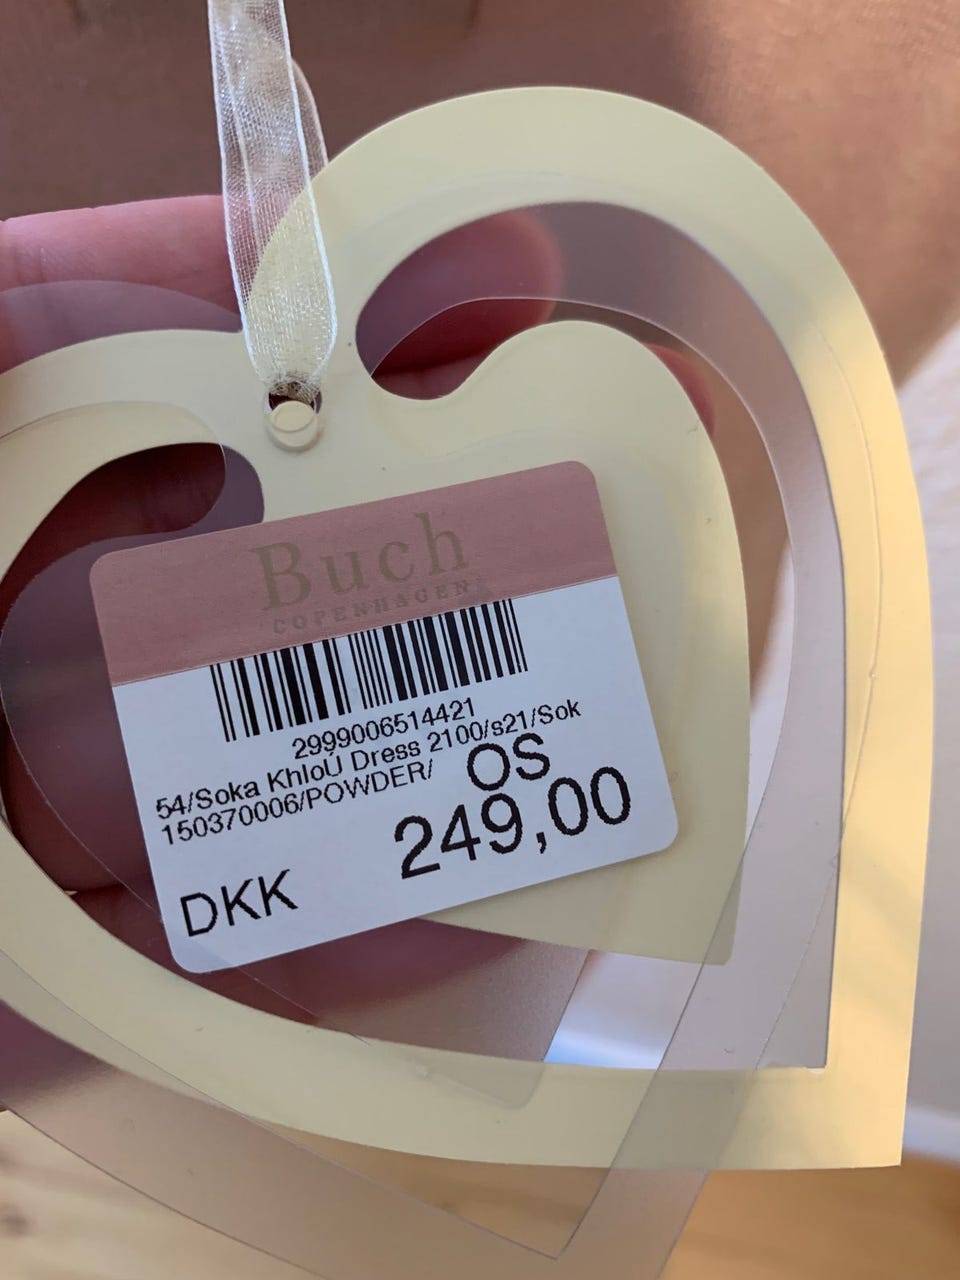 Buch
COPENHAGEN
2999006514421
54/Soka KhloÚ Dress 2100/s21/Sok
150370006/POWDER/ OS
249,00
DKK